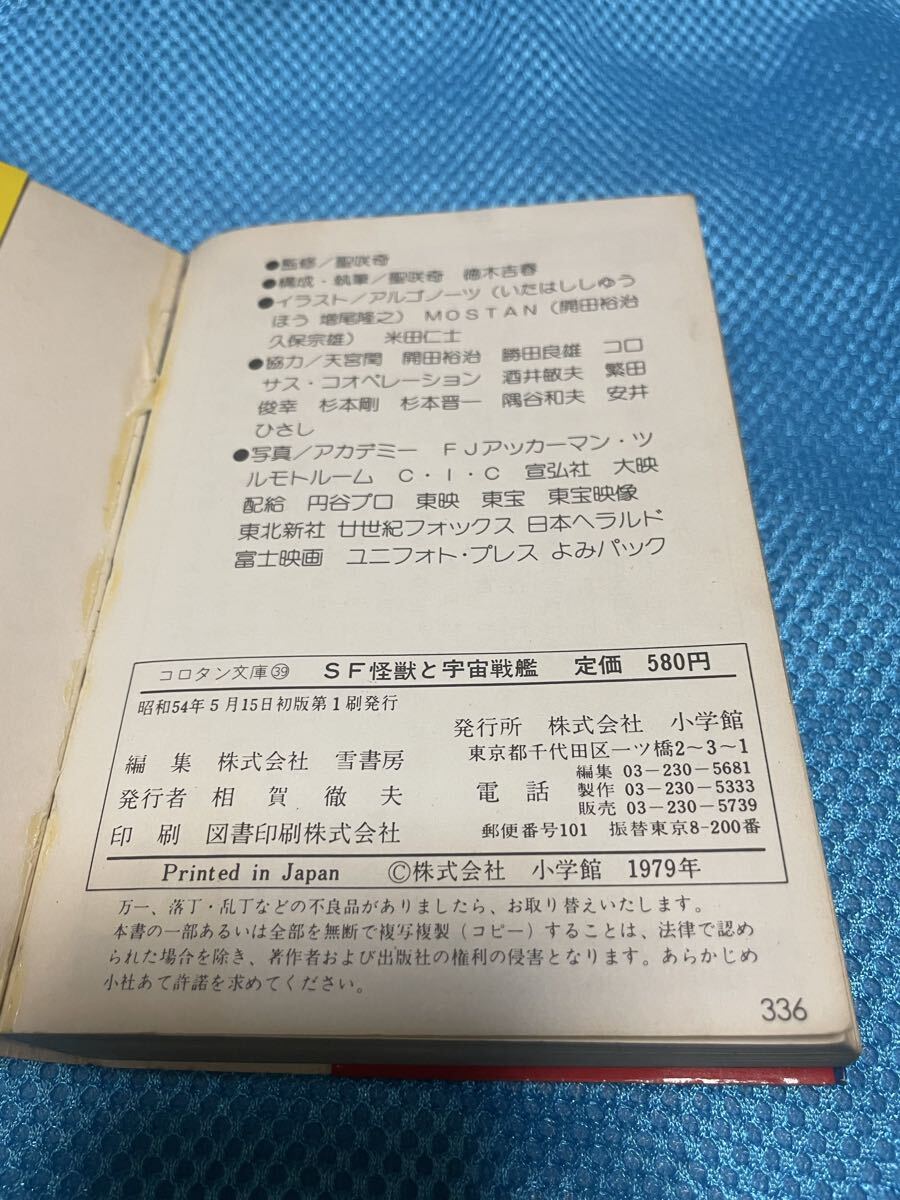 ●監修/聖咲奇
●構成・執筆/聖咲奇　徳木吉春
●イラスト/アルゴノーツ（いたはししゅう
ほう 増尾隆之） MOSTAN（開田裕治
久保宗雄）　米田仁士
●協力/天宮関　開田裕治　勝田良雄　コロ
サス・コオペレーション　酒井敏夫　繁田
俊幸　杉本剛　杉本晋一　隅谷和夫　安井
ひさし
●写真/アカデミー　FJアッカーマン・ツ
ルモトルーム　C・I・C　宣弘社　大映
配給　円谷プロ　東映　東宝　東宝映像
東北新社　廿世紀フォックス　日本ヘラルド
富士映画　ユニフォト・プレス　よみパック
コロタン文庫㊴　SF怪獣と宇宙戦艦　定価　580円
昭和54年5月15日初版第1刷発行
編　集　株式会社　雪書房
発行者　相　賀　徹　夫
印　刷　図書印刷株式会社
発行所　株式会社　小学館
東京都千代田区一ツ橋2〜3〜1
電　話　編集 03-230-5681
製作 03-230-5333
販売 03-230-5739
郵便番号101　振替東京8-200番
Printed in Japan　©株式会社　小学館　1979年
万一、落丁・乱丁などの不良品がありましたら、お取り替えいたします。
本書の一部あるいは全部を無断で複写複製（コピー）することは、法律で認め
られた場合を除き、著作者および出版社の権利の侵害となります。あらかじめ
小社あて許諾を求めてください。
336